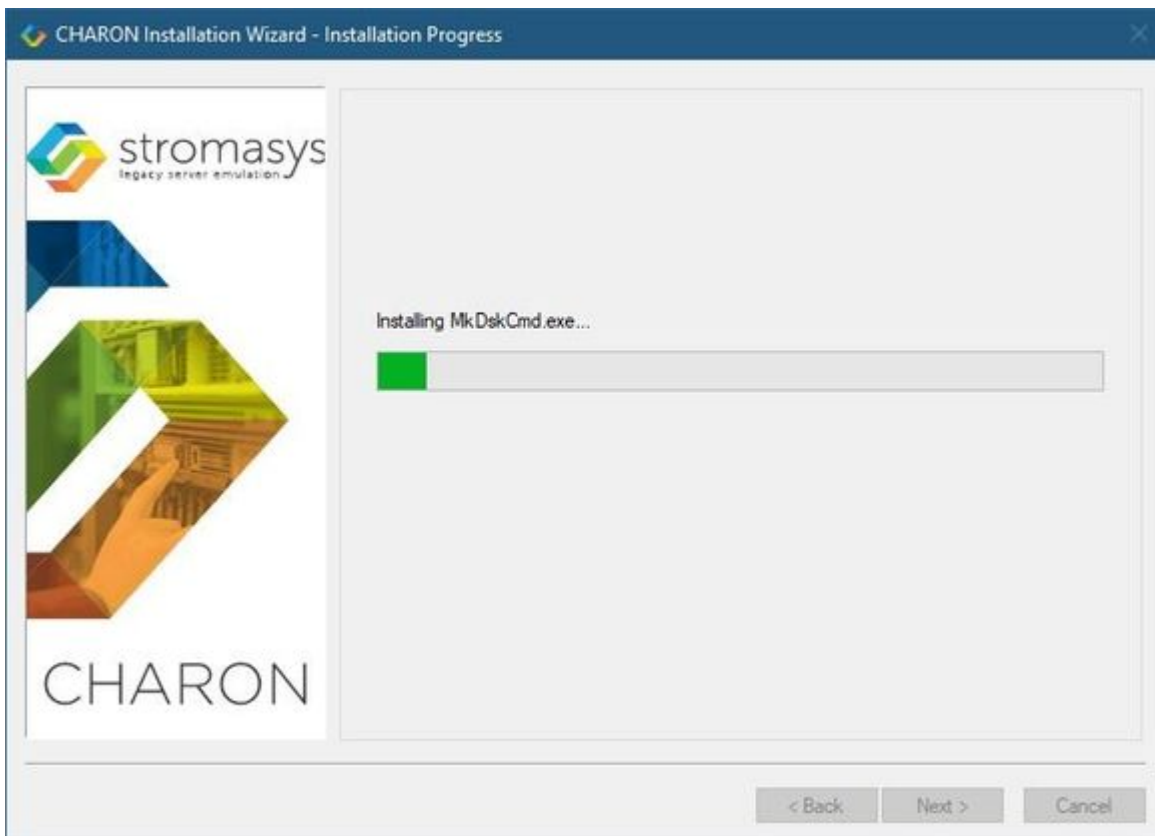 CHARON Installation Wizard - Installation Progress
stromasys
legacy server emulation
Installing MkDskCmd.exe...
CHARON
< Back
Next >
Cancel